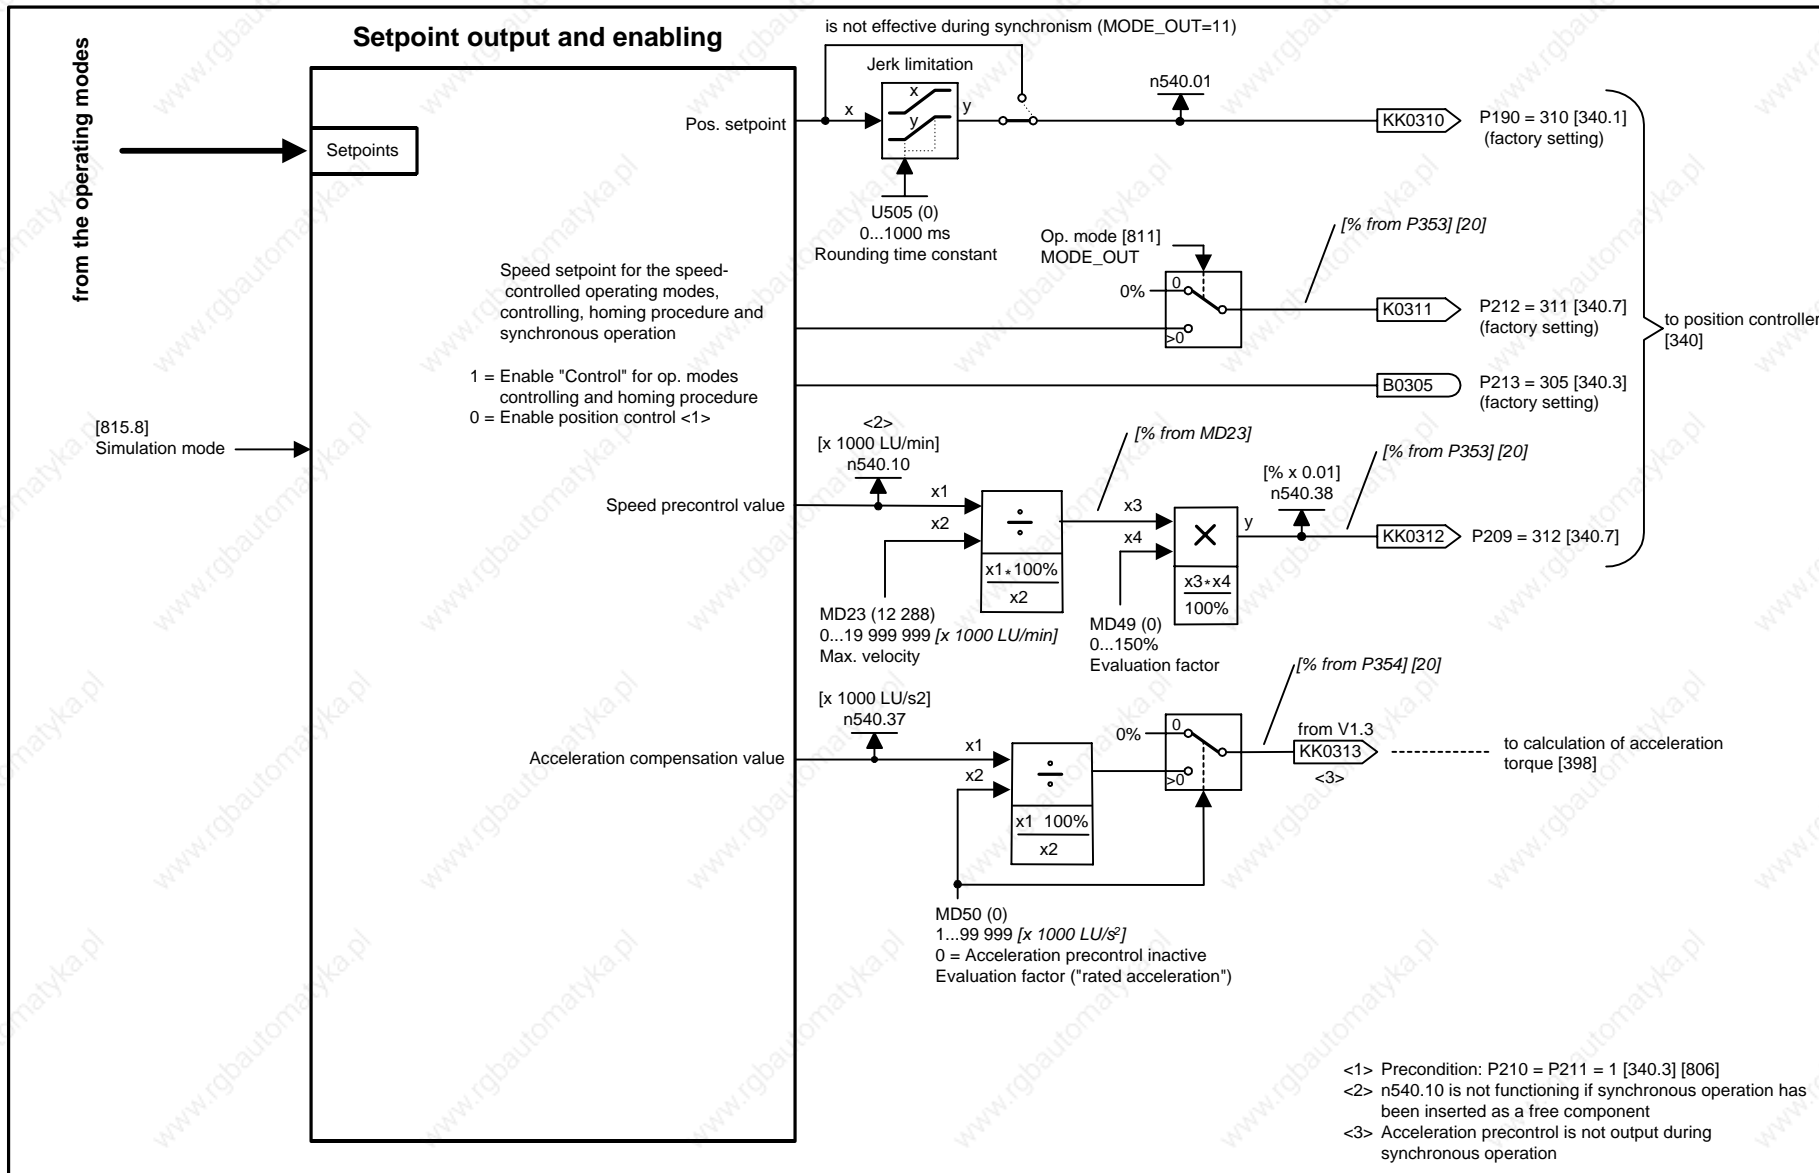 Setpoint output and enabling
from the operating modes
Setpoints
[815.8]
Simulation mode
is not effective during synchronism (MODE_OUT=11)
Jerk limitation
Pos. setpoint
x
x
y
y
n540.01
KK0310
P190 = 310 [340.1]
(factory setting)
U505 (0)
0...1000 ms
Rounding time constant
Speed setpoint for the speed-
controlled operating modes,
controlling, homing procedure and
synchronous operation
Op. mode [811]
MODE_OUT
0%
0
>0
[% from P353] [20]
K0311
P212 = 311 [340.7]
(factory setting)
to position controller
[340]
1 = Enable "Control" for op. modes
controlling and homing procedure
0 = Enable position control <1>
B0305
P213 = 305 [340.3]
(factory setting)
<2>
[x 1000 LU/min]
n540.10
Speed precontrol value
x1
x2
÷
x1*100%
x2
[% from MD23]
x3
x4
×
x3*x4
100%
y
[% x 0.01]
n540.38
[% from P353] [20]
KK0312
P209 = 312 [340.7]
MD23 (12 288)
0...19 999 999 [x 1000 LU/min]
Max. velocity
MD49 (0)
0...150%
Evaluation factor
[x 1000 LU/s2]
n540.37
Acceleration compensation value
x1
x2
÷
x1 100%
x2
0%
0
>0
[% from P354] [20]
from V1.3
KK0313
<3>
to calculation of acceleration
torque [398]
MD50 (0)
1...99 999 [x 1000 LU/s²]
0 = Acceleration precontrol inactive
Evaluation factor ("rated acceleration")
<1> Precondition: P210 = P211 = 1 [340.3] [806]
<2> n540.10 is not functioning if synchronous operation has
been inserted as a free component
<3> Acceleration precontrol is not output during
synchronous operation
www.rgbautomatyka.pl